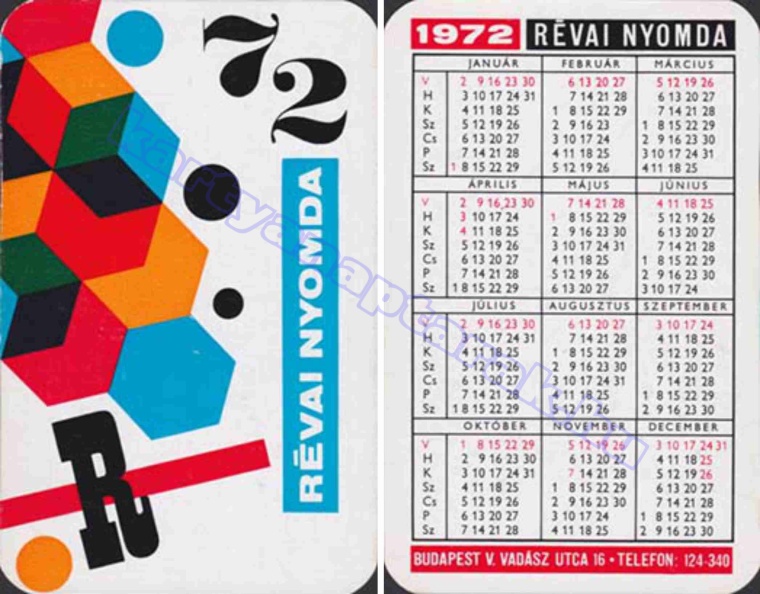 72
RÉVAI NYOMDA
R
1972 RÉVAI NYOMDA
JANUÁR FEBRUÁR MÁRCIUS
V 2 9 16 23 30 6 13 20 27 5 12 19 26
H 3 10 17 24 31 7 14 21 28 6 13 20 27
K 4 11 18 25 1 8 15 22 29 7 14 21 28
Sz 5 12 19 26 2 9 16 23 1 8 15 22 29
Cs 6 13 20 27 3 10 17 24 2 9 16 23 30
P 7 14 21 28 4 11 18 25 3 10 17 24 31
Sz 1 8 15 22 29 5 12 19 26 4 11 18 25
ÁPRILIS MÁJUS JÚNIUS
V 2 9 16 23 30 7 14 21 28 4 11 18 25
H 3 10 17 24 1 8 15 22 29 5 12 19 26
K 4 11 18 25 2 9 16 23 30 6 13 20 27
Sz 5 12 19 26 3 10 17 24 31 7 14 21 28
Cs 6 13 20 27 4 11 18 25 1 8 15 22 29
P 7 14 21 28 5 12 19 26 2 9 16 23 30
Sz 1 8 15 22 29 6 13 20 27 3 10 17 24
JÚLIUS AUGUSZTUS SZEPTEMBER
V 2 9 16 23 30 6 13 20 27 3 10 17 24
H 3 10 17 24 31 7 14 21 28 4 11 18 25
K 4 11 18 25 1 8 15 22 29 5 12 19 26
Sz 5 12 19 26 2 9 16 23 30 6 13 20 27
Cs 6 13 20 27 3 10 17 24 31 7 14 21 28
P 7 14 21 28 4 11 18 25 1 8 15 22 29
Sz 1 8 15 22 29 5 12 19 26 2 9 16 23 30
OKTÓBER NOVEMBER DECEMBER
V 1 8 15 22 29 5 12 19 26 3 10 17 24 31
H 2 9 16 23 30 6 13 20 27 4 11 18 25
K 3 10 17 24 31 7 14 21 28 5 12 19 26
Sz 4 11 18 25 1 8 15 22 29 6 13 20 27
Cs 5 12 19 26 2 9 16 23 30 7 14 21 28
P 6 13 20 27 3 10 17 24 1 8 15 22 29
Sz 7 14 21 28 4 11 18 25 2 9 16 23 30
BUDAPEST V. VADÁSZ UTCA 16 • TELEFON: 124-340